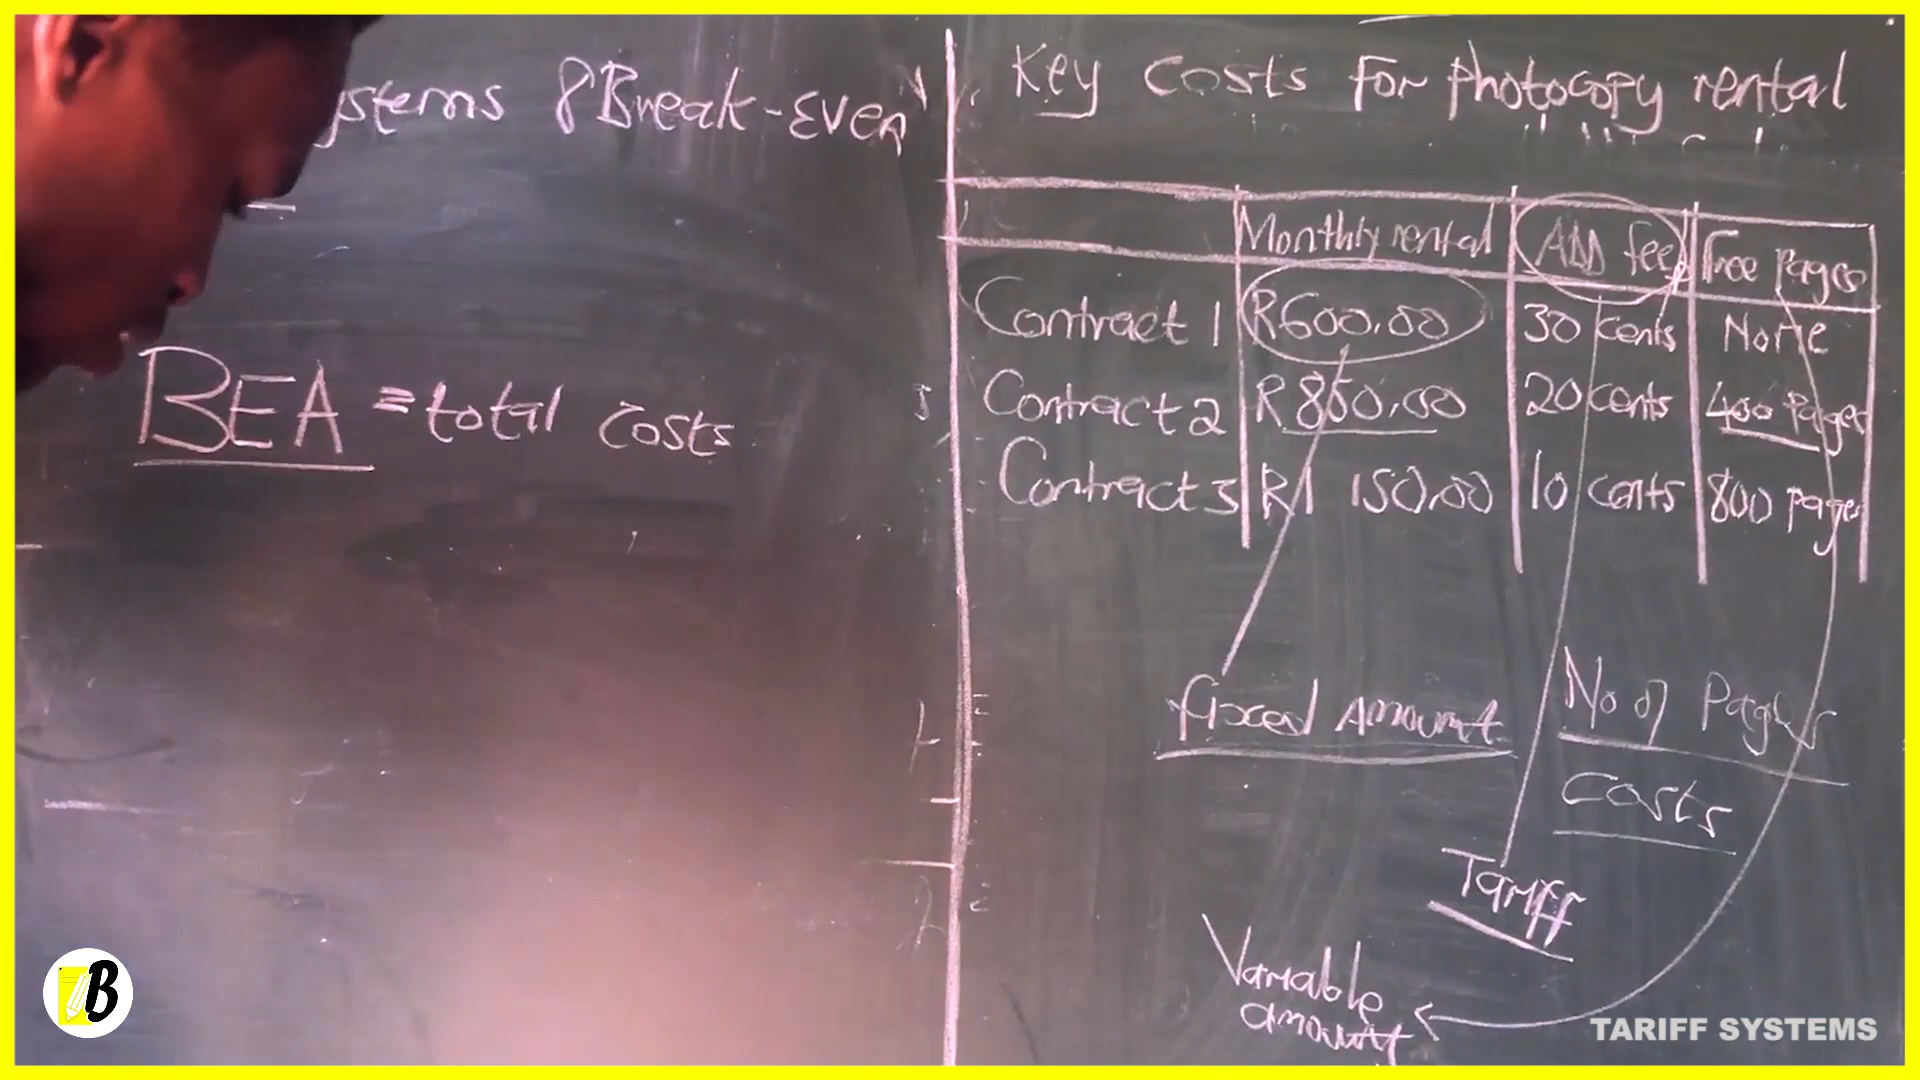 ystems & Break-Even
BEA = total costs
Key Costs For photocopy rental
Monthly rental ADD fee Free pages
Contract 1 R600.00 30 cents None
Contract 2 R850.00 20 cents 400 pages
Contract 3 R1 150.00 10 cents 800 pages
fixed Amount
No of Pages
Costs
Tariff
Variable
amount
B
TARIFF SYSTEMS